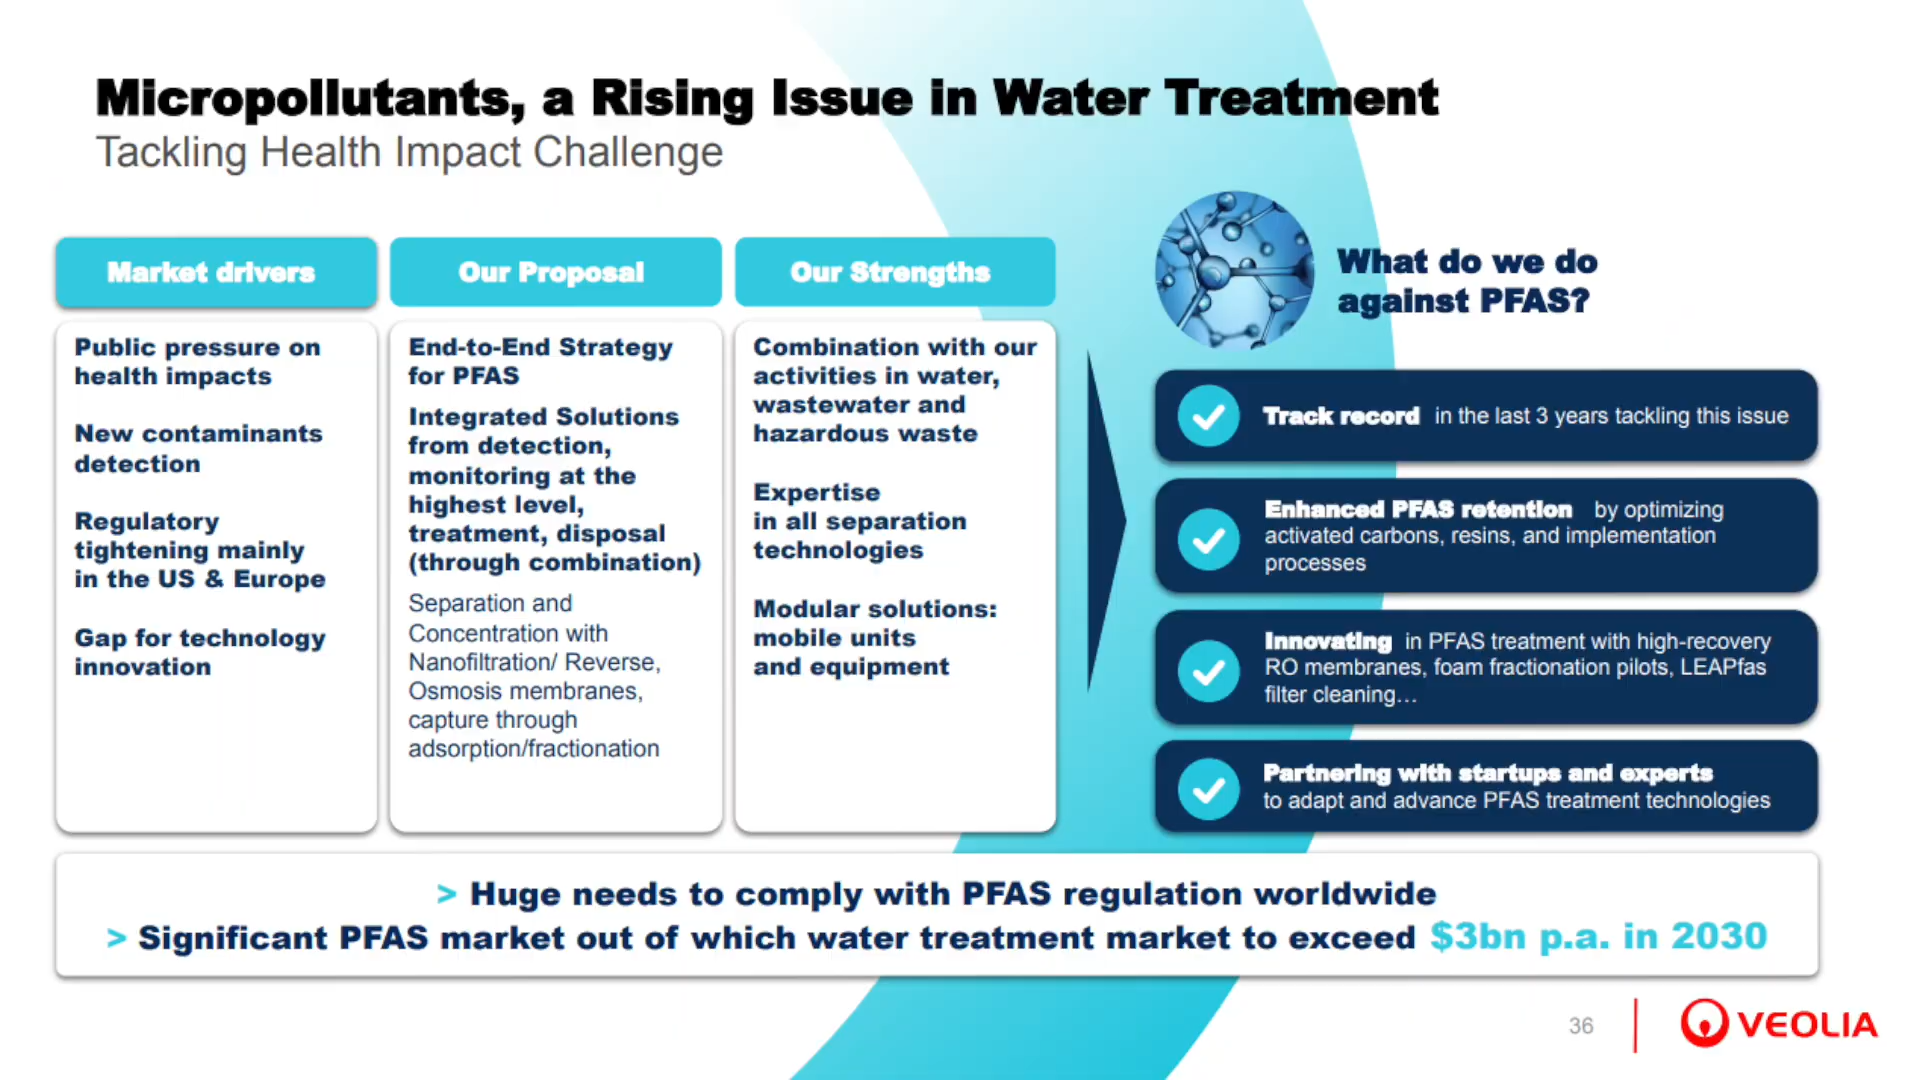 Micropollutants, a Rising Issue in Water Treatment
Tackling Health Impact Challenge
Market drivers
Public pressure on
health impacts
New contaminants
detection
Regulatory
tightening mainly
in the US & Europe
Gap for technology
innovation
Our Proposal
End-to-End Strategy
for PFAS
Integrated Solutions
from detection,
monitoring at the
highest level,
treatment, disposal
(through combination)
Separation and
Concentration with
Nanofiltration/ Reverse,
Osmosis membranes,
capture through
adsorption/fractionation
Our Strengths
Combination with our
activities in water,
wastewater and
hazardous waste
Expertise
in all separation
technologies
Modular solutions:
mobile units
and equipment
What do we do
against PFAS?
Track record in the last 3 years tackling this issue
Enhanced PFAS retention by optimizing
activated carbons, resins, and implementation
processes
Innovating in PFAS treatment with high-recovery
RO membranes, foam fractionation pilots, LEAPfas
filter cleaning…
Partnering with startups and experts
to adapt and advance PFAS treatment technologies
> Huge needs to comply with PFAS regulation worldwide
> Significant PFAS market out of which water treatment market to exceed $3bn p.a. in 2030
36
VEOLIA